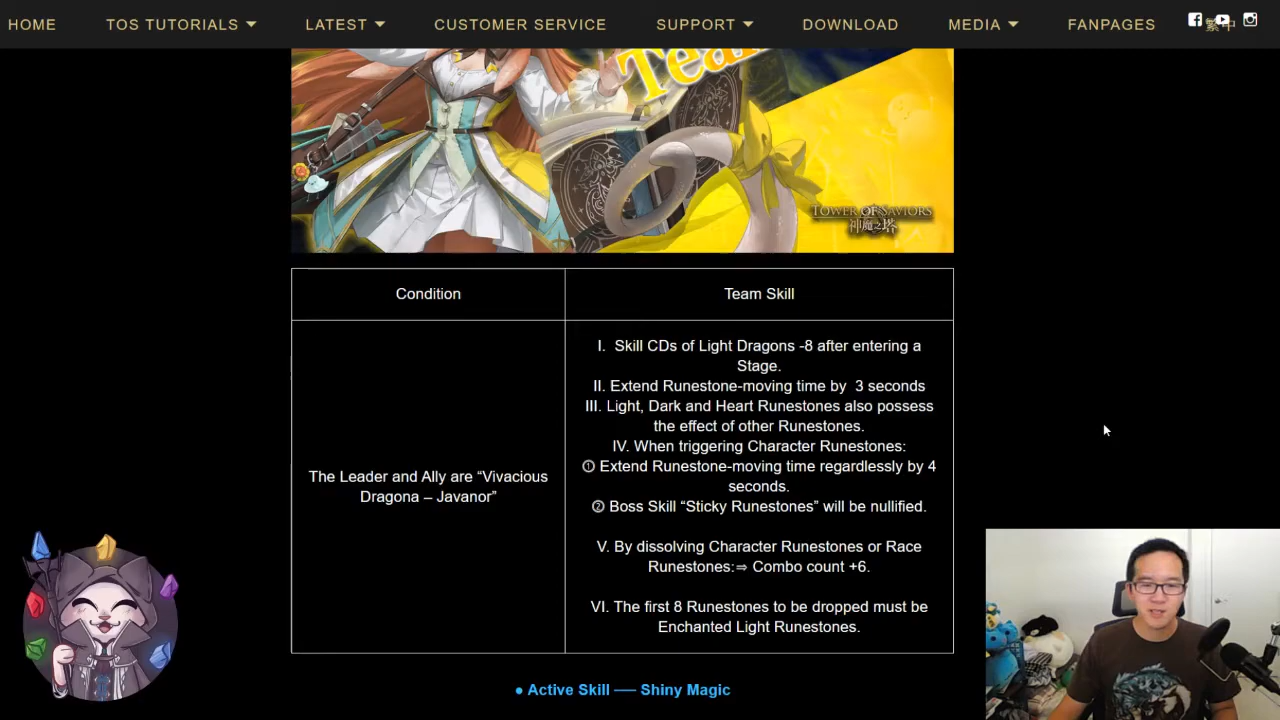 HOME TOS TUTORIALS LATEST CUSTOMER SERVICE SUPPORT DOWNLOAD MEDIA FANPAGES 繁中
Team
TOWER OF SAVIORS
神魔之塔
Condition
Team Skill
The Leader and Ally are “Vivacious
Dragona – Javanor”
I. Skill CDs of Light Dragons -8 after entering a
Stage.
II. Extend Runestone-moving time by 3 seconds
III. Light, Dark and Heart Runestones also possess
the effect of other Runestones.
IV. When triggering Character Runestones:
① Extend Runestone-moving time regardlessly by 4
seconds.
② Boss Skill “Sticky Runestones” will be nullified.
V. By dissolving Character Runestones or Race
Runestones:⇒ Combo count +6.
VI. The first 8 Runestones to be dropped must be
Enchanted Light Runestones.
● Active Skill —– Shiny Magic